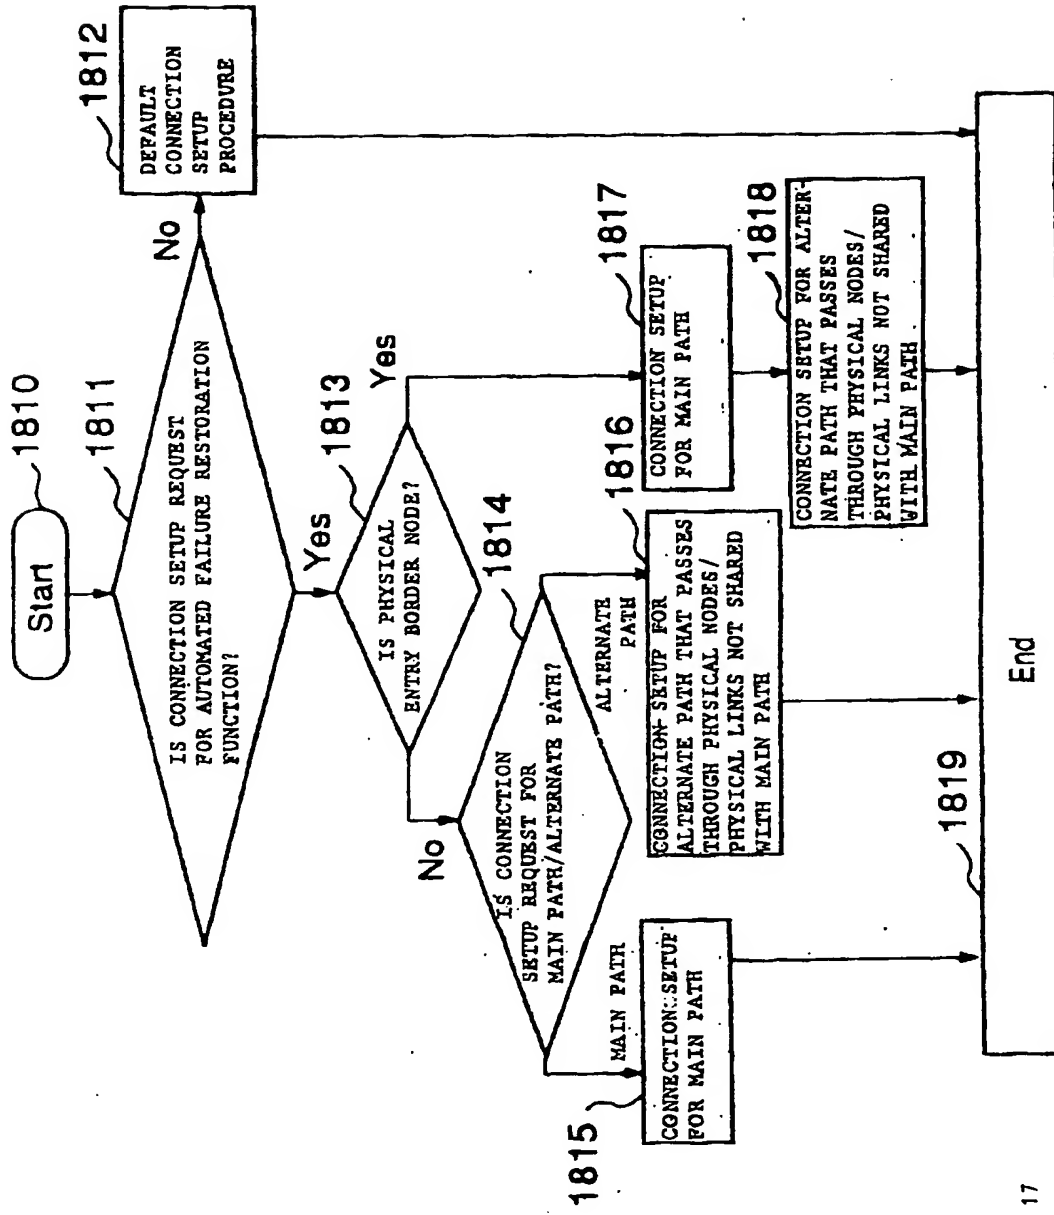 Start
1810
1811
IS CONNECTION SETUP REQUEST
FOR AUTOMATED FAILURE RESTORATION
FUNCTION?
No
1812
DEFAULT
CONNECTION
SETUP
PROCEDURE
Yes
1813
IS PHYSICAL
ENTRY BORDER NODE?
Yes
No
1814
IS CONNECTION
SETUP REQUEST FOR
MAIN PATH/ALTERNATE PATH?
MAIN PATH
ALTERNATE
PATH
1815
CONNECTION SETUP
FOR MAIN PATH
1816
CONNECTION SETUP FOR
ALTERNATE PATH THAT PASSES
THROUGH PHYSICAL NODES/
PHYSICAL LINKS NOT SHARED
WITH MAIN PATH
1817
CONNECTION SETUP
FOR MAIN PATH
1818
CONNECTION SETUP FOR ALTER-
NATE PATH THAT PASSES
THROUGH PHYSICAL NODES/
PHYSICAL LINKS NOT SHARED
WITH MAIN PATH
1819
End
17